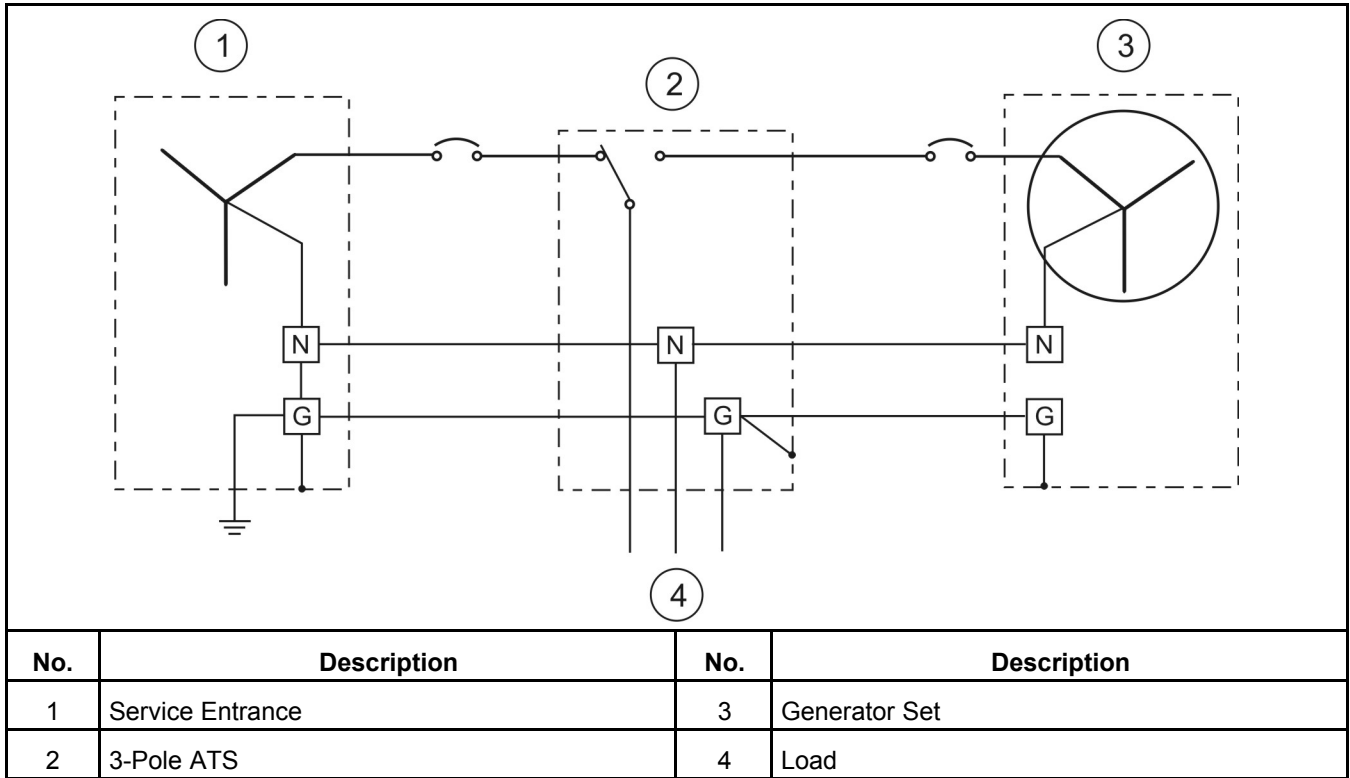 1
2
3
N
N
N
G
G
G
4
No. Description No. Description
1 Service Entrance 3 Generator Set
2 3-Pole ATS 4 Load